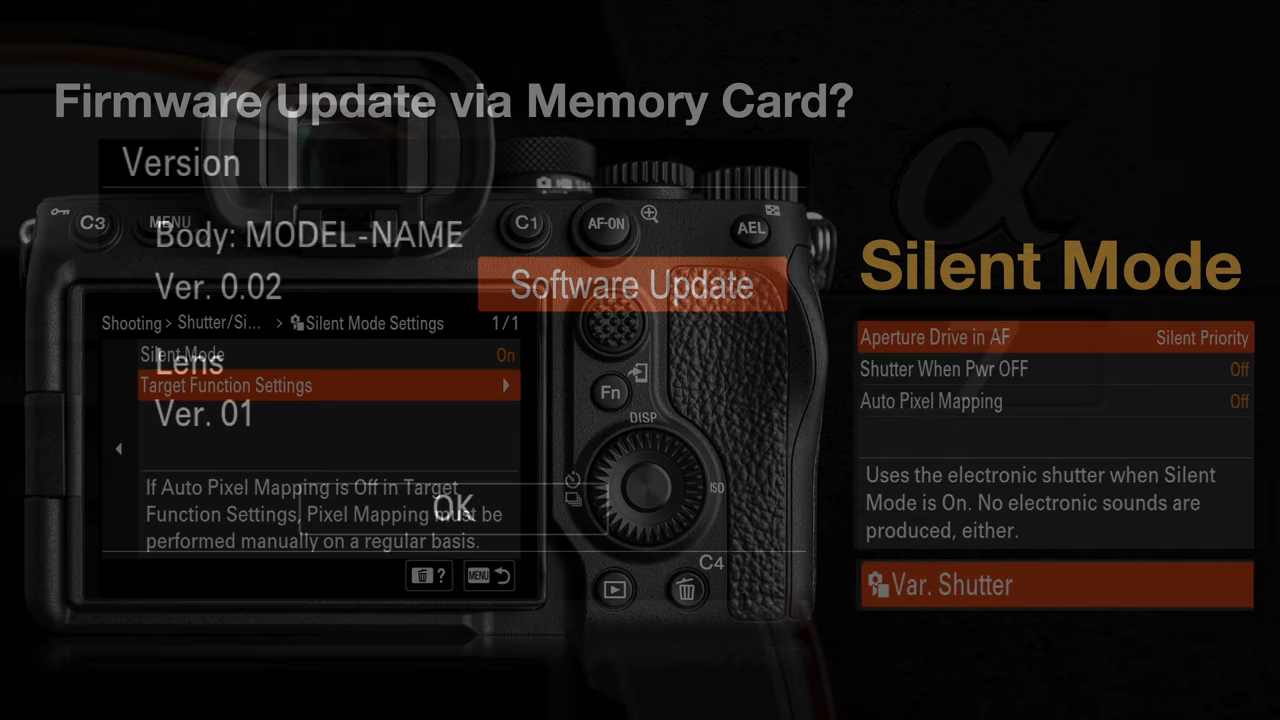 Firmware Update via Memory Card?
Version
C3
MENU
C1
AF-ON
AEL
α
Body: MODEL-NAME
Ver. 0.02
Software Update
Silent Mode
Shooting> Shutter/Si... > Silent Mode Settings 1/1
Silent Mode On
Lens
Target Function Settings
Ver. 01
Fn
DISP
ISO
If Auto Pixel Mapping is Off in Target
Function Settings, Pixel Mapping must be
performed manually on a regular basis.
OK
C4
?
MENU
Aperture Drive in AF Silent Priority
Shutter When Pwr OFF Off
Auto Pixel Mapping Off
7
Uses the electronic shutter when Silent
Mode is On. No electronic sounds are
produced, either.
Var. Shutter